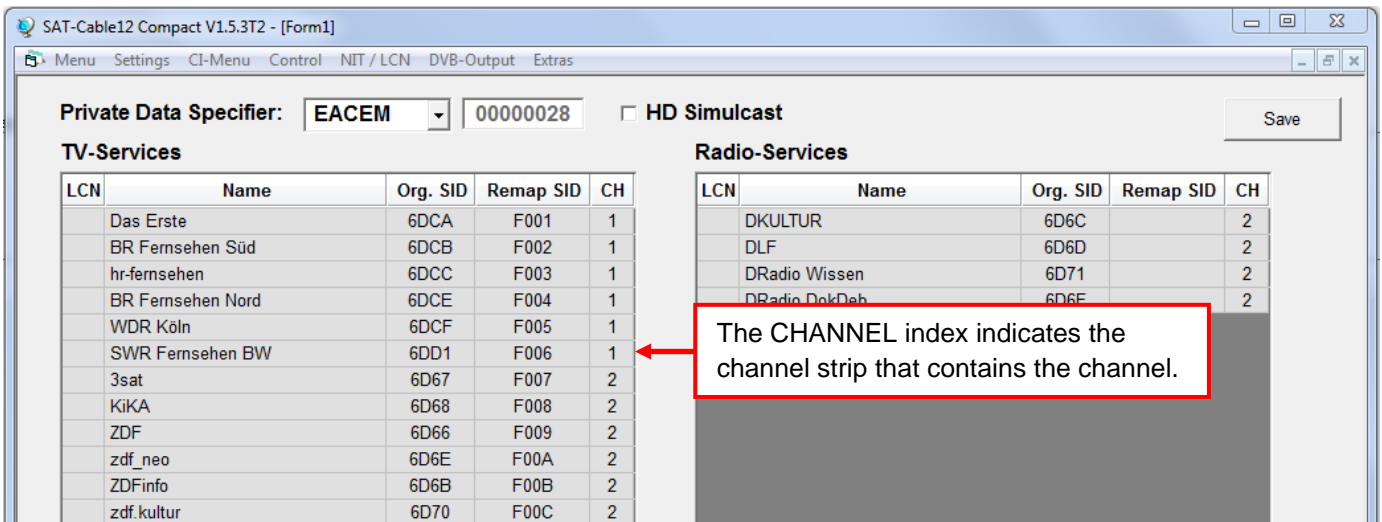 SAT-Cable12 Compact V1.5.3T2 - [Form1]
Menu Settings CI-Menu Control NIT / LCN DVB-Output Extras
Private Data Specifier: EACEM 00000028 HD Simulcast Save
TV-Services
LCN Name Org. SID Remap SID CH
Das Erste 6DCA F001 1
BR Fernsehen Süd 6DCB F002 1
hr-fernsehen 6DCC F003 1
BR Fernsehen Nord 6DCE F004 1
WDR Köln 6DCF F005 1
SWR Fernsehen BW 6DD1 F006 1
3sat 6D67 F007 2
KiKA 6D68 F008 2
ZDF 6D66 F009 2
zdf_neo 6D6E F00A 2
ZDFinfo 6D6B F00B 2
zdf.kultur 6D70 F00C 2
Radio-Services
LCN Name Org. SID Remap SID CH
DKULTUR 6D6C 2
DLF 6D6D 2
DRadio Wissen 6D71 2
DRadio DokDeb 2
The CHANNEL index indicates the
channel strip that contains the channel.